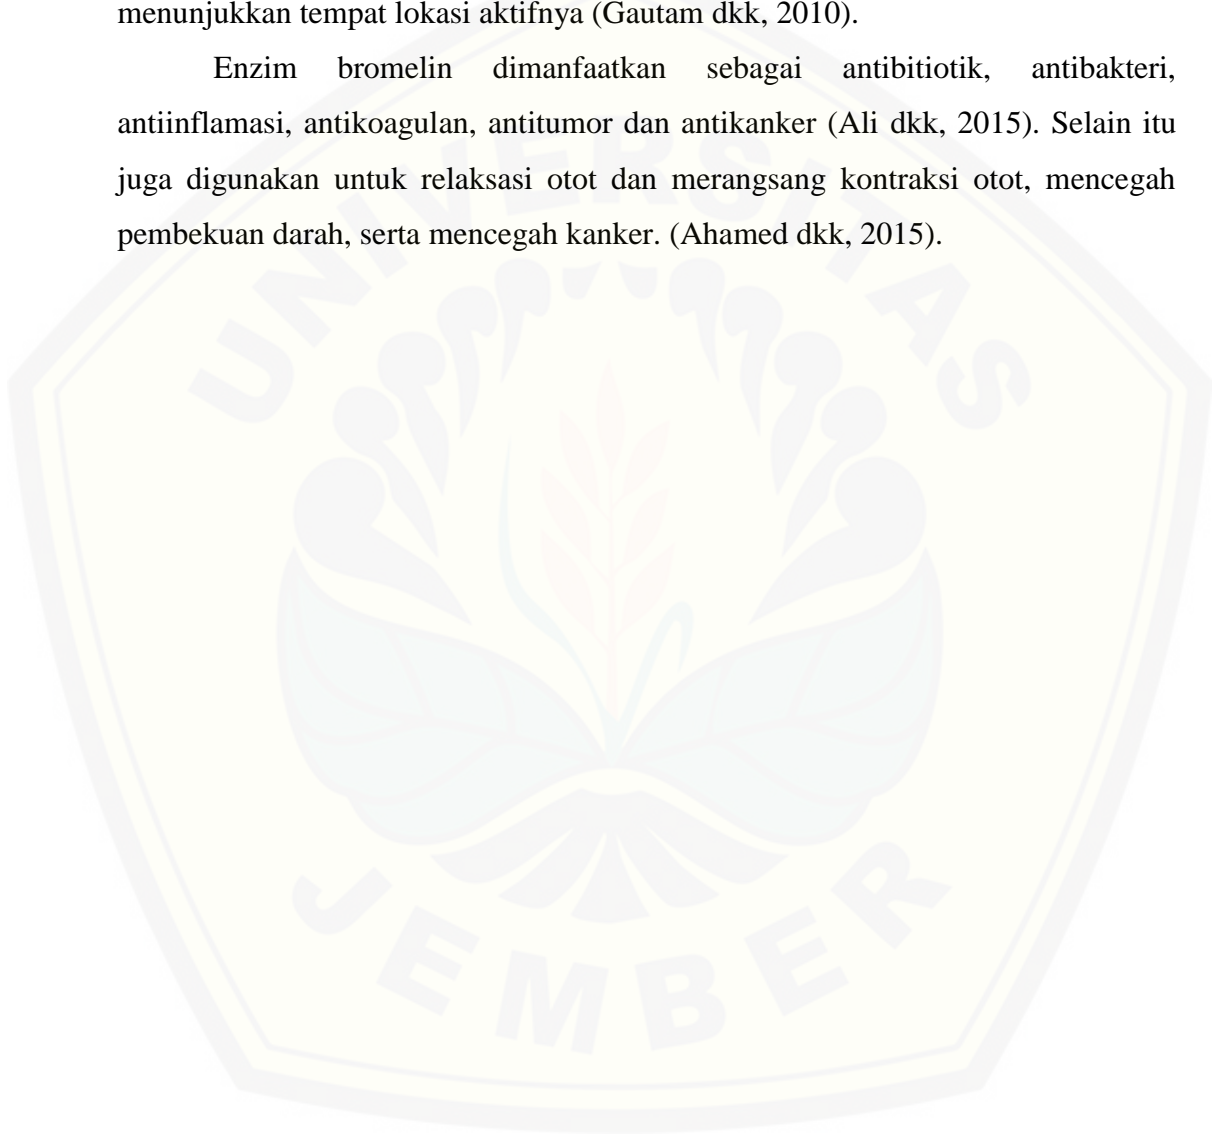 menunjukkan tempat lokasi aktifnya (Gautam dkk, 2010).
Enzim bromelin dimanfaatkan sebagai antibitiotik, antibakteri,
antiinflamasi, antikoagulan, antitumor dan antikanker (Ali dkk, 2015). Selain itu
juga digunakan untuk relaksasi otot dan merangsang kontraksi otot, mencegah
pembekuan darah, serta mencegah kanker. (Ahamed dkk, 2015).
UNIVERSITAS
JEMBER